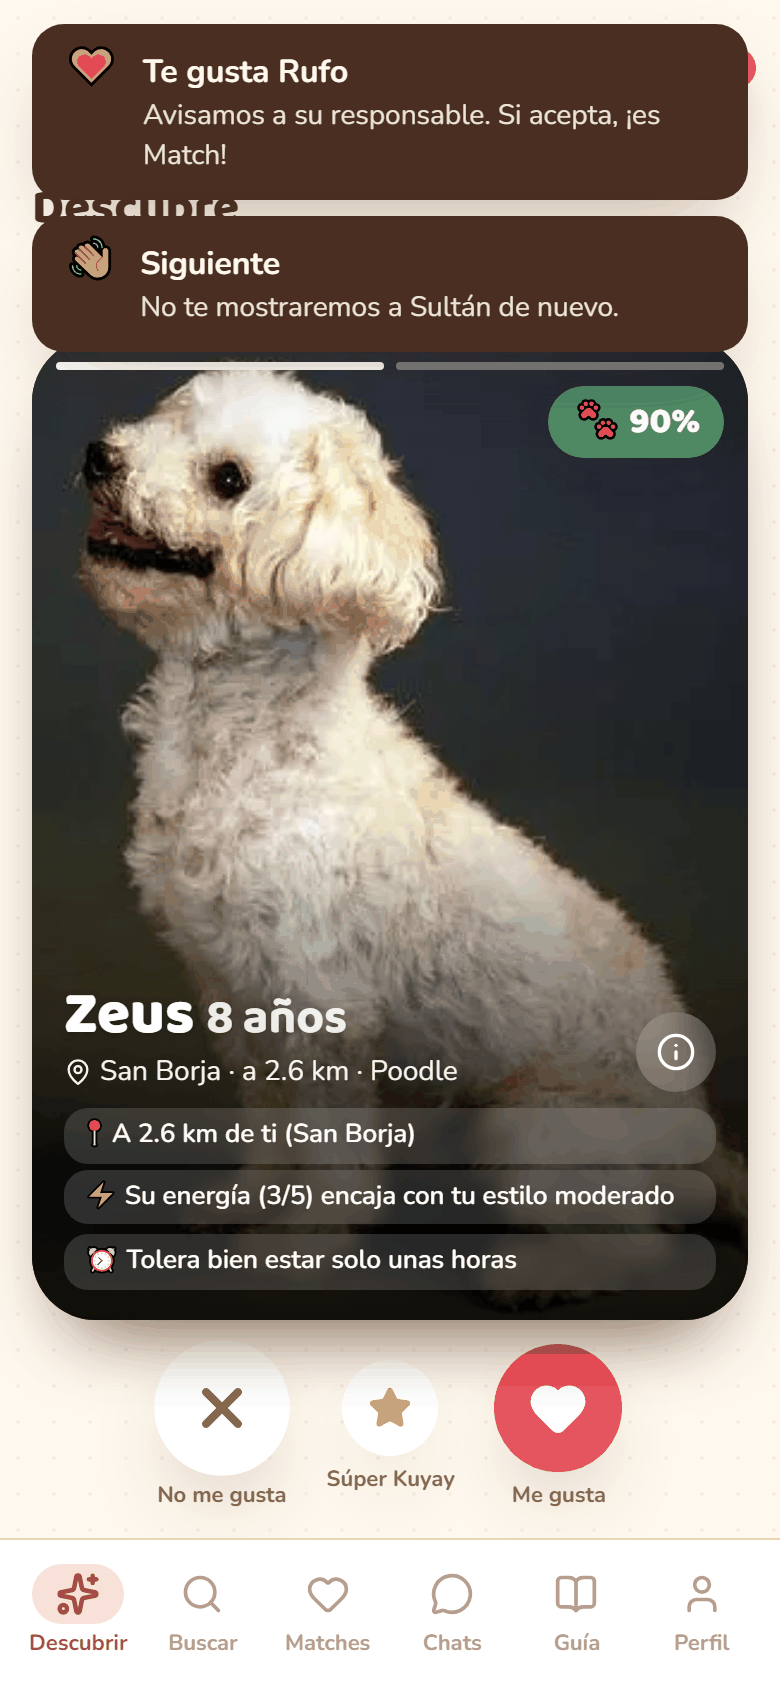 Te gusta Rufo
Avisamos a su responsable. Si acepta, ¡es
Match!
Descubre
Siguiente
No te mostraremos a Sultán de nuevo.
90%
Zeus 8 años
San Borja · a 2.6 km · Poodle
A 2.6 km de ti (San Borja)
Su energía (3/5) encaja con tu estilo moderado
Tolera bien estar solo unas horas
No me gusta
Súper Kuyay
Me gusta
Descubrir
Buscar
Matches
Chats
Guía
Perfil